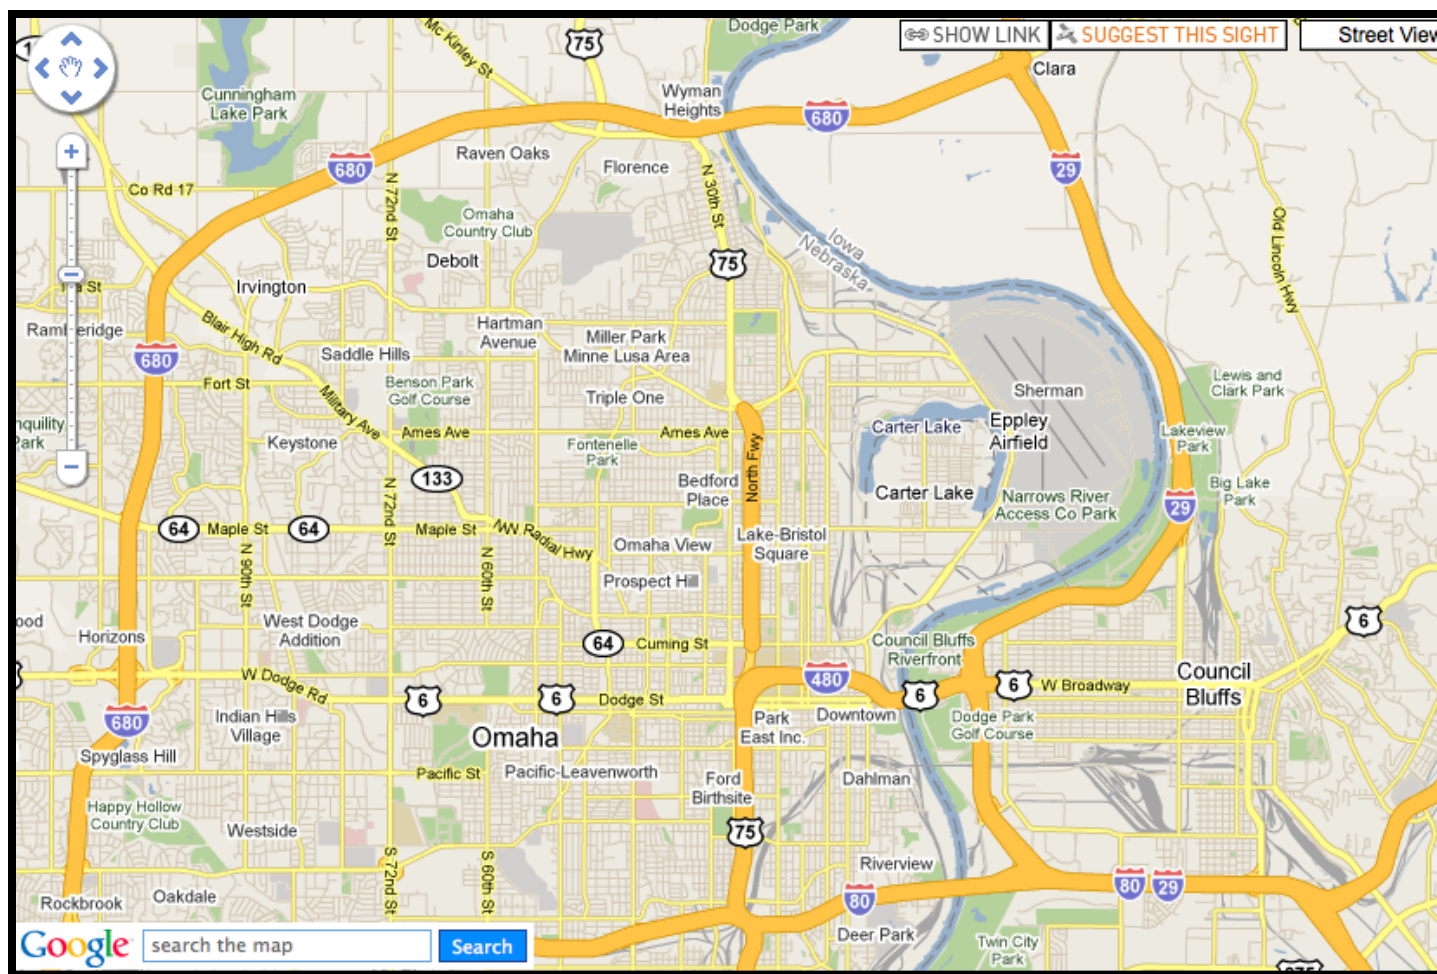 Dodge Park
SHOW LINK
SUGGEST THIS SIGHT
Street View
Mc Kinley St
75
Clara
Cunningham
Lake Park
Wyman
Heights
680
Raven Oaks
Florence
680
29
Co Rd 17
N 72nd St
N 30th St
Omaha
Country Club
Old Lincoln Hwy
Iowa
Nebraska
Debolt
75
Irvington
Blair High Rd
Hartman
Avenue
Miller Park
Minne Lusa Area
Saddle Hills
680
Fort St
Benson Park
Golf Course
Triple One
Sherman
Lewis and
Clark Park
Military Ave
Keystone
Ames Ave
Fontenelle
Park
Ames Ave
North Fwy
Carter Lake
Eppley
Airfield
Lakeview
Park
133
Bedford
Place
Carter Lake
Narrows River
Access Co Park
Big Lake
Park
29
64
Maple St
64
N 72nd St
Maple St
NW Radial Hwy
Omaha View
Lake-Bristol
Square
N 90th St
N 60th St
Prospect Hill
Horizons
West Dodge
Addition
64
Cuming St
Council Bluffs
Riverfront
6
W Dodge Rd
480
6
6
W Broadway
Council
Bluffs
6
6
Dodge St
680
Indian Hills
Village
Omaha
Park
East Inc.
Downtown
Dodge Park
Golf Course
Spyglass Hill
Pacific St
Pacific-Leavenworth
Ford
Birthsite
Dahlman
Happy Hollow
Country Club
Westside
75
S 72nd St
S 60th St
Riverview
80
80
29
Rockbrook
Oakdale
Deer Park
Twin City
Park
Google
search the map
Search